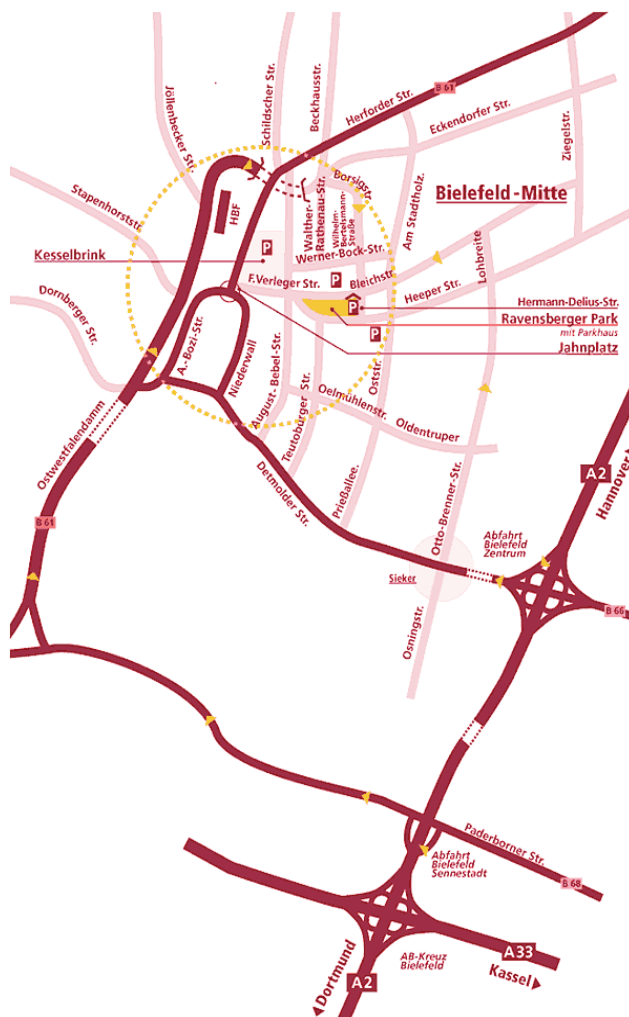 B 61
Herforder Str.
Schildscher Str.
Beckhausstr.
Jöllenbecker Str.
Eckendorfer Str.
Ziegelstr.
Borsigstr.
Am Stadtholz.
Bielefeld-Mitte
Stapenhorststr.
HBF
Walther-
Rathenau-Str.
Wilhelm-
Bertelsmann-
Straße
P
Kesselbrink
Werner-Bock-Str.
Lohbreite
F.Verleger Str.
P
Bleichstr.
Heeper Str.
Dornberger Str.
P
Hermann-Delius-Str.
Ravensberger Park
mit Parkhaus
P
Jahnplatz
A.-Bozi-Str.
Niederwall
August-Bebel-Str.
Teutoburger Str.
Oststr.
Oelmühlenstr.
Oldentruper
Ostwestfalendamm
Detmolder Str.
Prießallee.
Otto-Brenner-Str.
A2
Hannover
B 61
Abfahrt
Bielefeld
Zentrum
Sieker
B 66
Osningstr.
Paderborner Str.
Abfahrt
Bielefeld
Sennestadt
B 68
AB-Kreuz
Bielefeld
A33
Kassel
Dortmund
A2